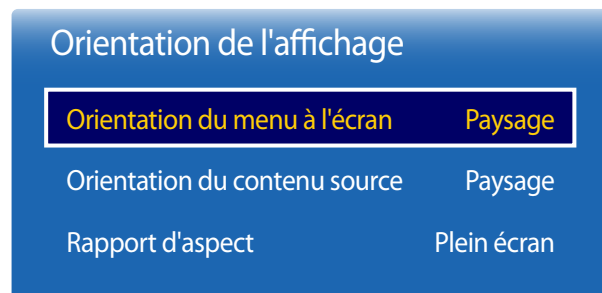 Orientation de l'affichage
Orientation du menu à l'écran Paysage
Orientation du contenu source Paysage
Rapport d'aspect Plein écran